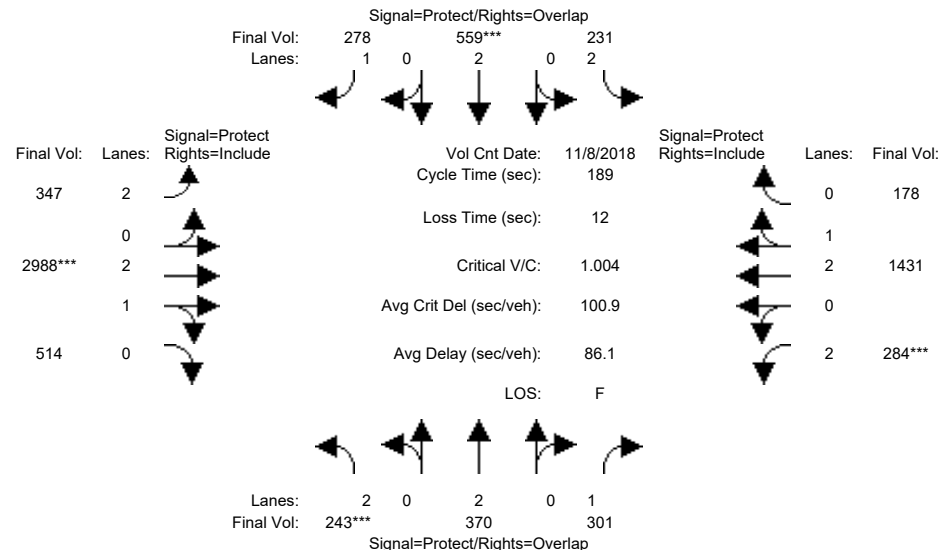 Signal=Protect/Rights=Overlap
Final Vol: 278 559*** 231
Lanes: 1 0 2 0 2
Signal=Protect
Final Vol: Lanes: Rights=Include
Vol Cnt Date: 11/8/2018
Signal=Protect
Rights=Include Lanes: Final Vol:
Cycle Time (sec): 189
347 2
0 178
Loss Time (sec): 12
0
1
2988*** 2
Critical V/C: 1.004
2 1431
1
Avg Crit Del (sec/veh): 100.9
0
514 0
Avg Delay (sec/veh): 86.1
2 284***
LOS: F
Lanes: 2 0 2 0 1
Final Vol: 243*** 370 301
Signal=Protect/Rights=Overlap